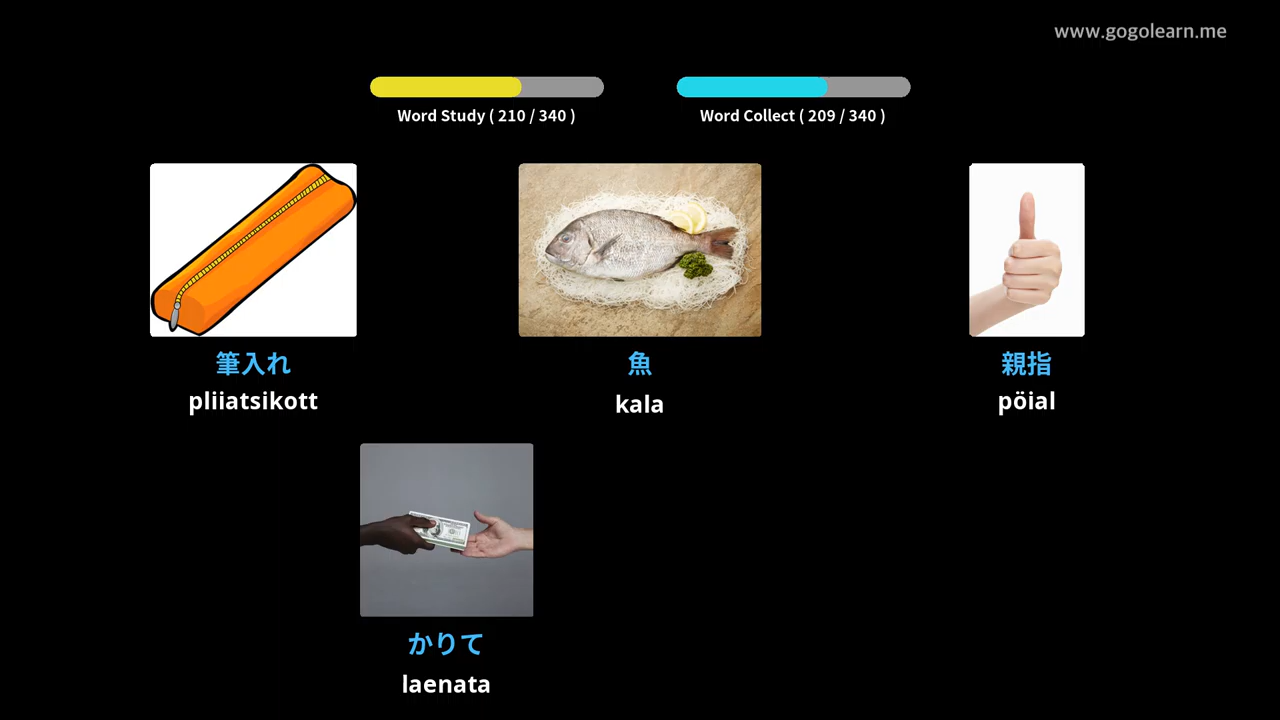 www.gogolearn.me
Word Study ( 210 / 340 )
Word Collect ( 209 / 340 )
筆入れ
魚
親指
pliiatsikott
kala
pöial
かりて
laenata